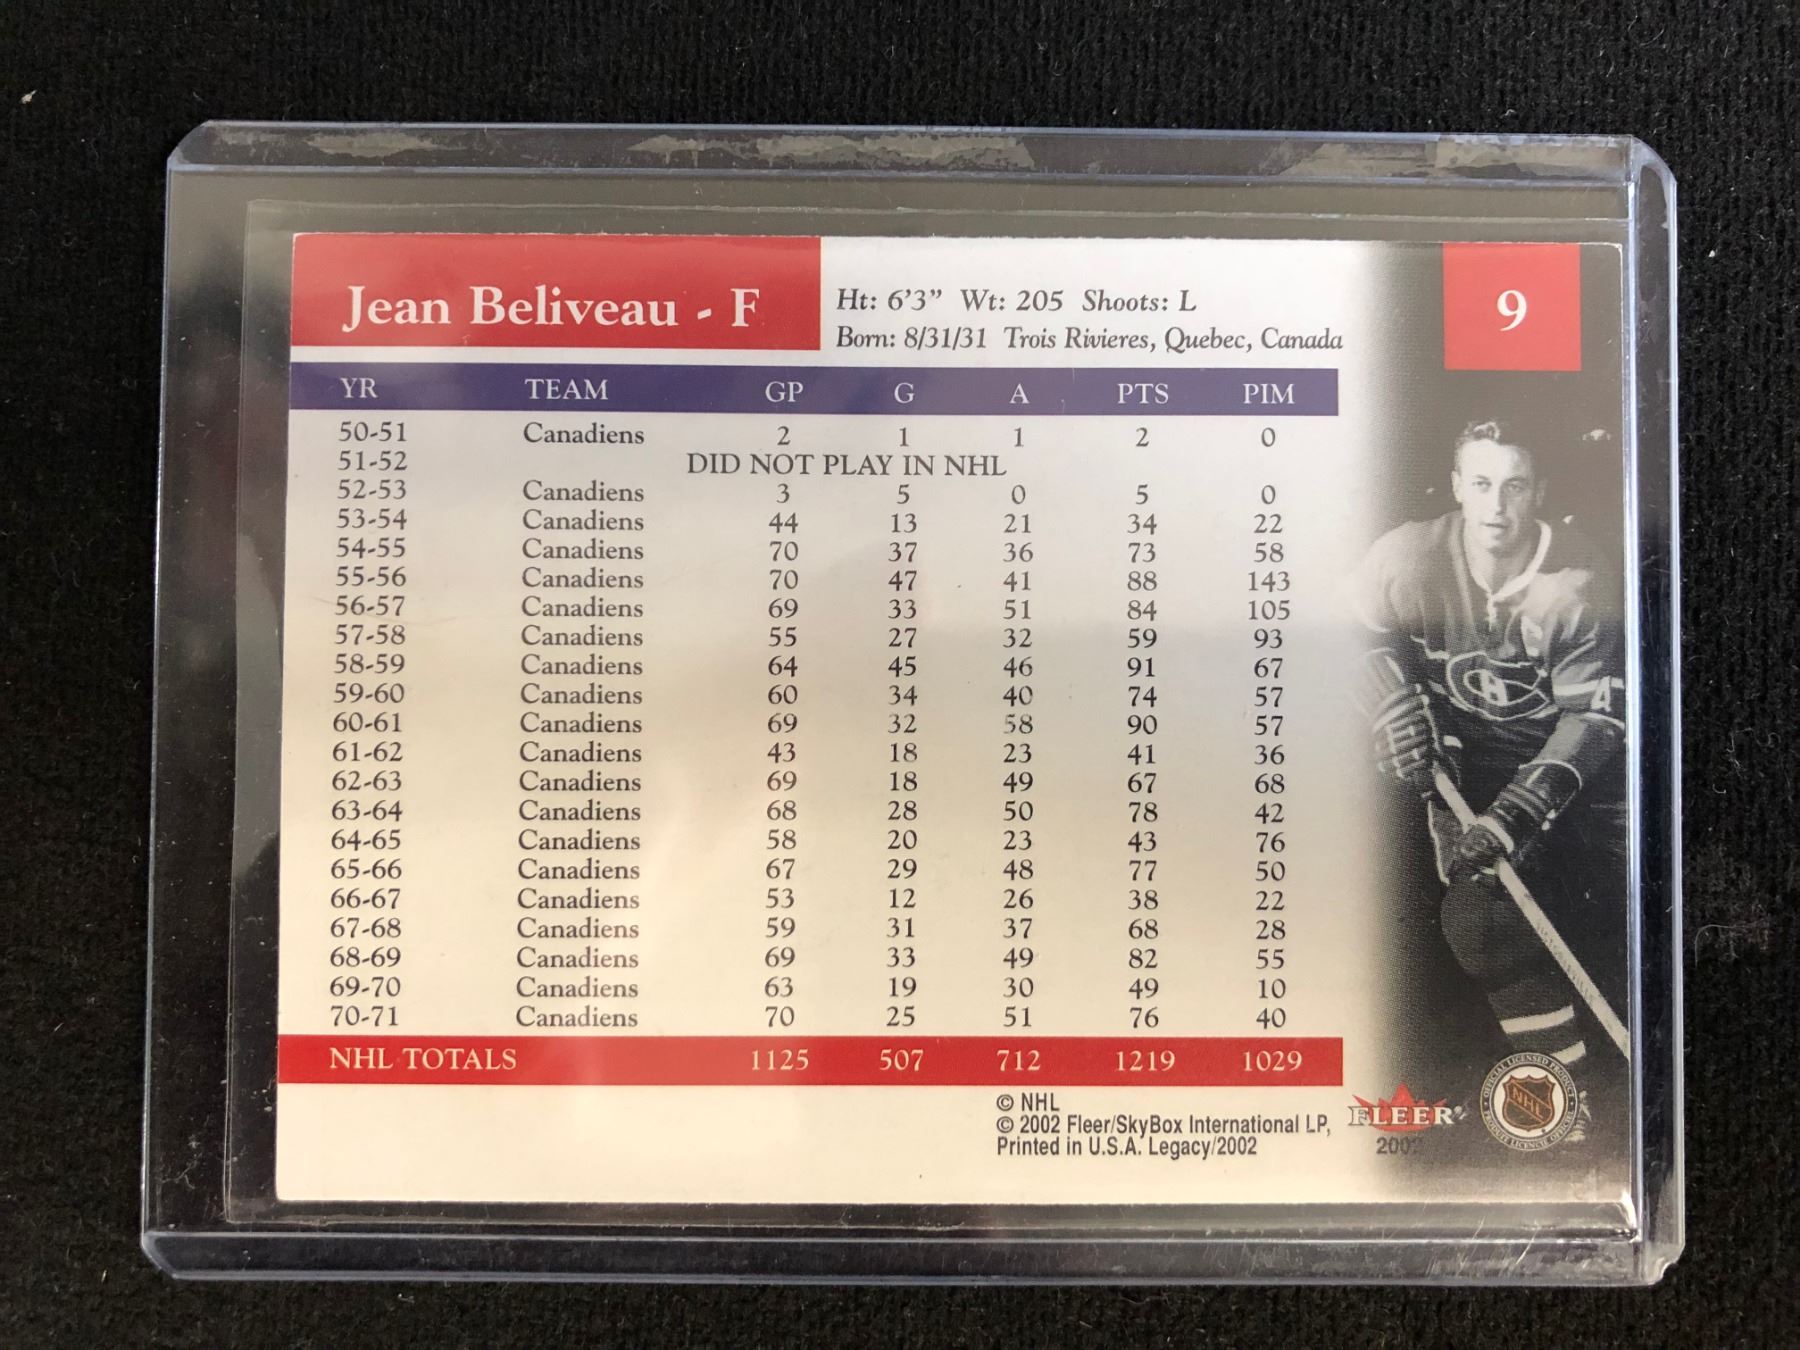 Jean Beliveau - F
Ht: 6'3" Wt: 205 Shoots: L
Born: 8/31/31 Trois Rivieres, Quebec, Canada
9
YR TEAM GP G A PTS PIM
50-51 Canadiens 2 1 1 2 0
51-52 DID NOT PLAY IN NHL
52-53 Canadiens 3 5 0 5 0
53-54 Canadiens 44 13 21 34 22
54-55 Canadiens 70 37 36 73 58
55-56 Canadiens 70 47 41 88 143
56-57 Canadiens 69 33 51 84 105
57-58 Canadiens 55 27 32 59 93
58-59 Canadiens 64 45 46 91 67
59-60 Canadiens 60 34 40 74 57
60-61 Canadiens 69 32 58 90 57
61-62 Canadiens 43 18 23 41 36
62-63 Canadiens 69 18 49 67 68
63-64 Canadiens 68 28 50 78 42
64-65 Canadiens 58 20 23 43 76
65-66 Canadiens 67 29 48 77 50
66-67 Canadiens 53 12 26 38 22
67-68 Canadiens 59 31 37 68 28
68-69 Canadiens 69 33 49 82 55
69-70 Canadiens 63 19 30 49 10
70-71 Canadiens 70 25 51 76 40
NHL TOTALS 1125 507 712 1219 1029
© NHL
© 2002 Fleer/SkyBox International LP,
Printed in U.S.A. Legacy/2002
FLEER
2002
OFFICIAL LICENSED PRODUCT
NHL
PRODUIT LICENCIÉ OFFICIEL